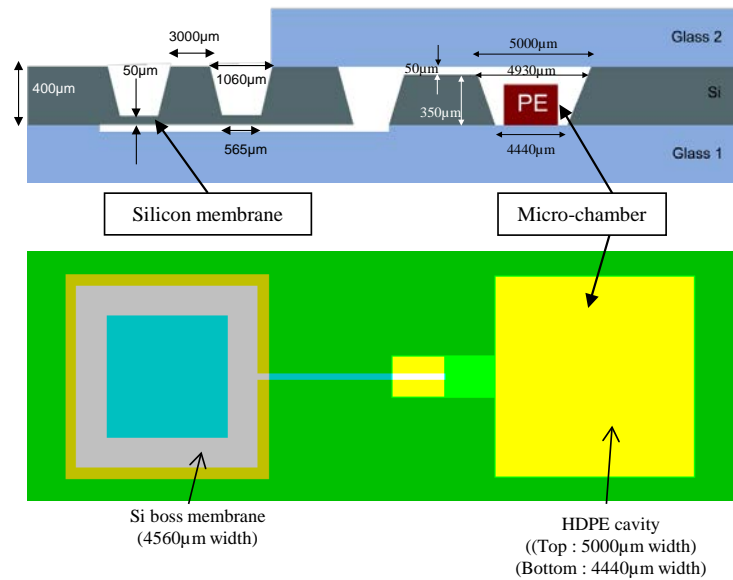 3000µm
5000µm
Glass 2
50µm
1060µm
50µm
4930µm
400µm
PE
Si
350µm
565µm
4440µm
Glass 1
Silicon membrane
Micro-chamber
Si boss membrane
(4560µm width)
HDPE cavity
((Top : 5000µm width)
(Bottom : 4440µm width)